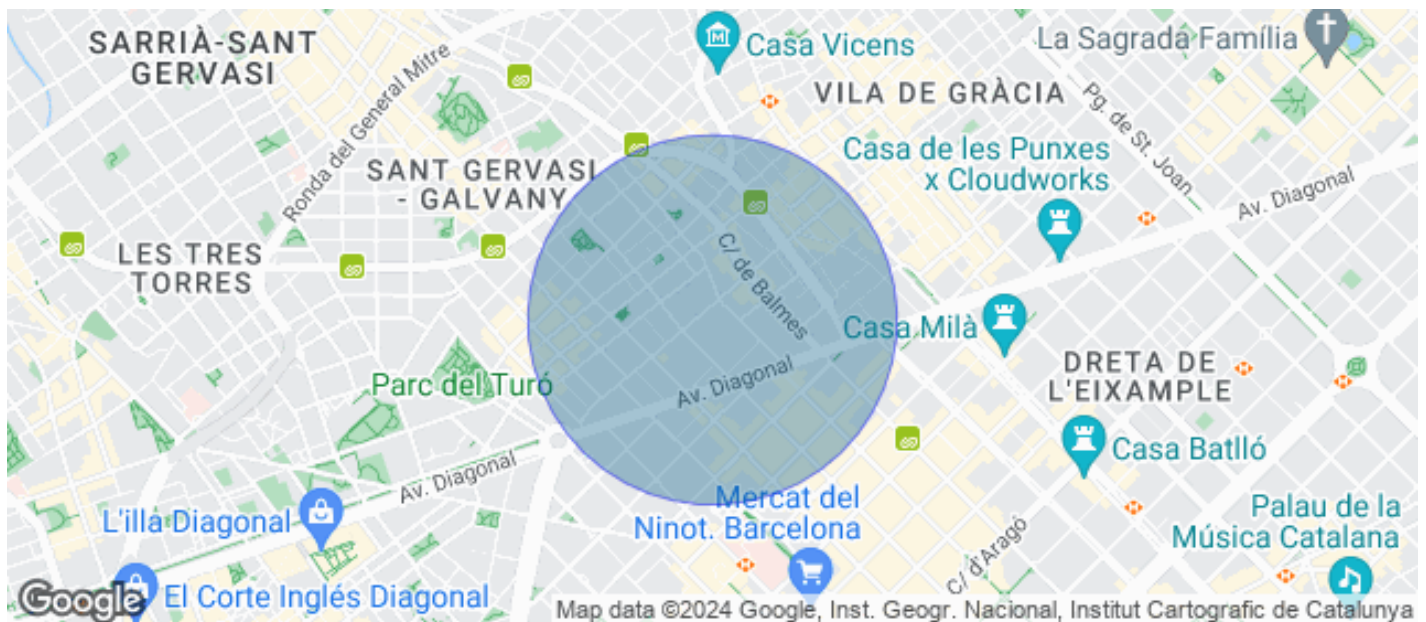 SARRIÀ-SANT
GERVASI
Ronda del General Mitre
Casa Vicens
La Sagrada Família
VILA DE GRÀCIA
Pg. de St. Joan
SANT GERVASI
- GALVANY
Casa de les Punxes
x Cloudworks
Av. Diagonal
LES TRES
TORRES
C/ de Balmes
Casa Milà
DRETA DE
L'EIXAMPLE
Parc del Turó
Av. Diagonal
Casa Batlló
Av. Diagonal
L'illa Diagonal
Mercat del
Ninot. Barcelona
C/ d'Aragó
Palau de la
Música Catalana
Google
El Corte Inglés Diagonal
Map data ©2024 Google, Inst. Geogr. Nacional, Institut Cartografic de Catalunya